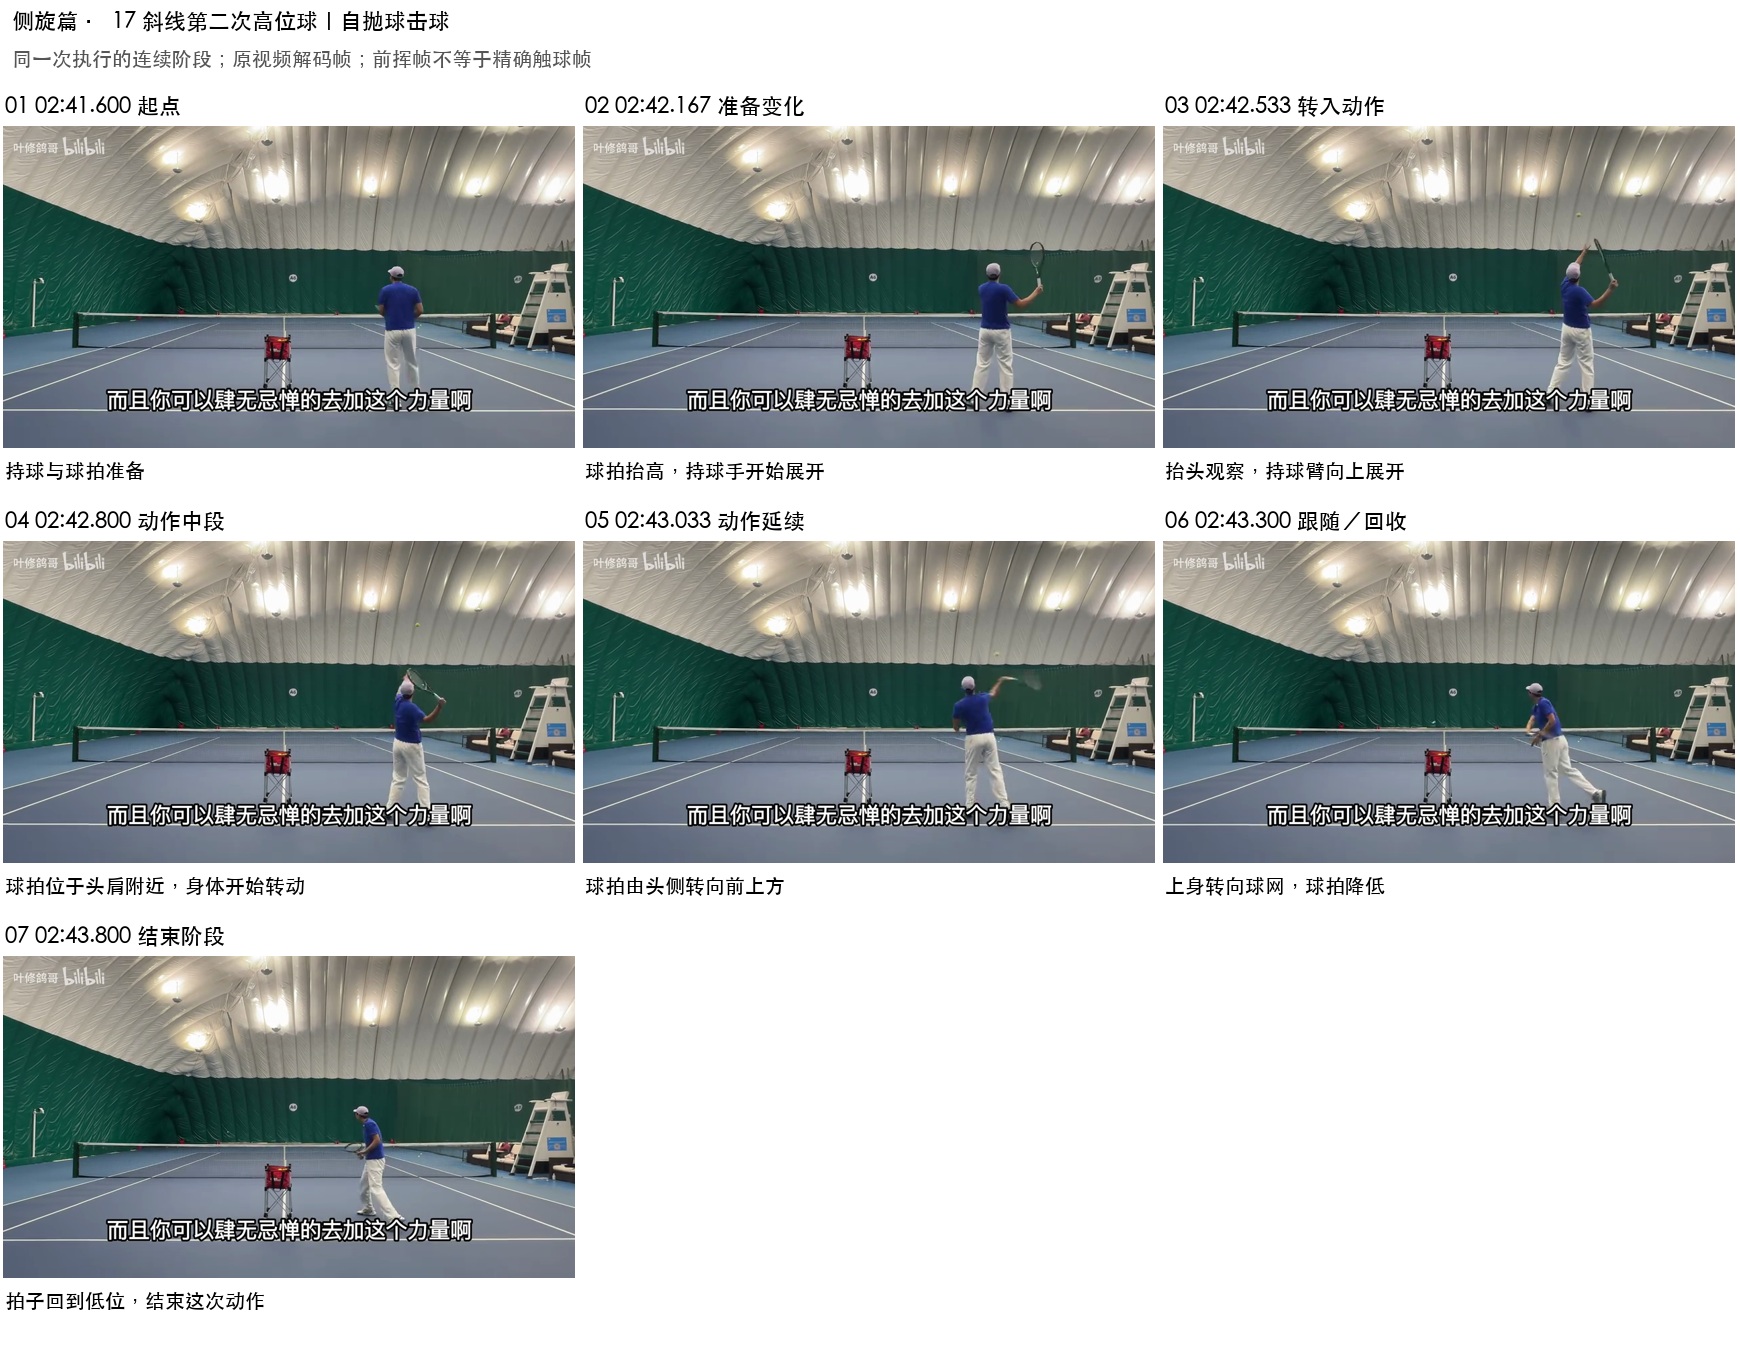 侧旋篇· 17 斜线第二次高位球｜自抛球击球
同一次执行的连续阶段；原视频解码帧；前挥帧不等于精确触球帧
01 02:41.600 起点
02 02:42.167 准备变化
03 02:42.533 转入动作
叶修鸽哥 bilibili
叶修鸽哥 bilibili
叶修鸽哥 bilibili
而且你可以肆无忌惮的去加这个力量啊
而且你可以肆无忌惮的去加这个力量啊
而且你可以肆无忌惮的去加这个力量啊
持球与球拍准备
球拍抬高，持球手开始展开
抬头观察，持球臂向上展开
04 02:42.800 动作中段
05 02:43.033 动作延续
06 02:43.300 跟随／回收
叶修鸽哥 bilibili
叶修鸽哥 bilibili
叶修鸽哥 bilibili
而且你可以肆无忌惮的去加这个力量啊
而且你可以肆无忌惮的去加这个力量啊
而且你可以肆无忌惮的去加这个力量啊
球拍位于头肩附近，身体开始转动
球拍由头侧转向前上方
上身转向球网，球拍降低
07 02:43.800 结束阶段
叶修鸽哥 bilibili
而且你可以肆无忌惮的去加这个力量啊
拍子回到低位，结束这次动作